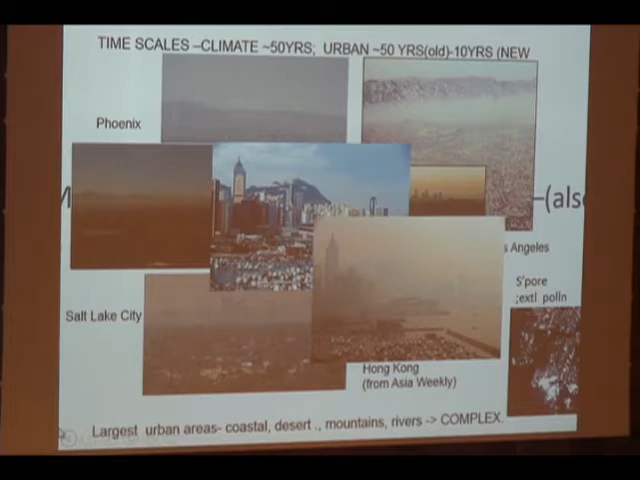 TIME SCALES –CLIMATE ~50YRS; URBAN ~50 YRS(old)-10YRS (NEW
Phoenix
M
–(also
s Angeles
S'pore
;extl polln
Salt Lake City
Hong Kong
(from Asia Weekly)
Largest urban areas- coastal, desert ., mountains, rivers -> COMPLEX.